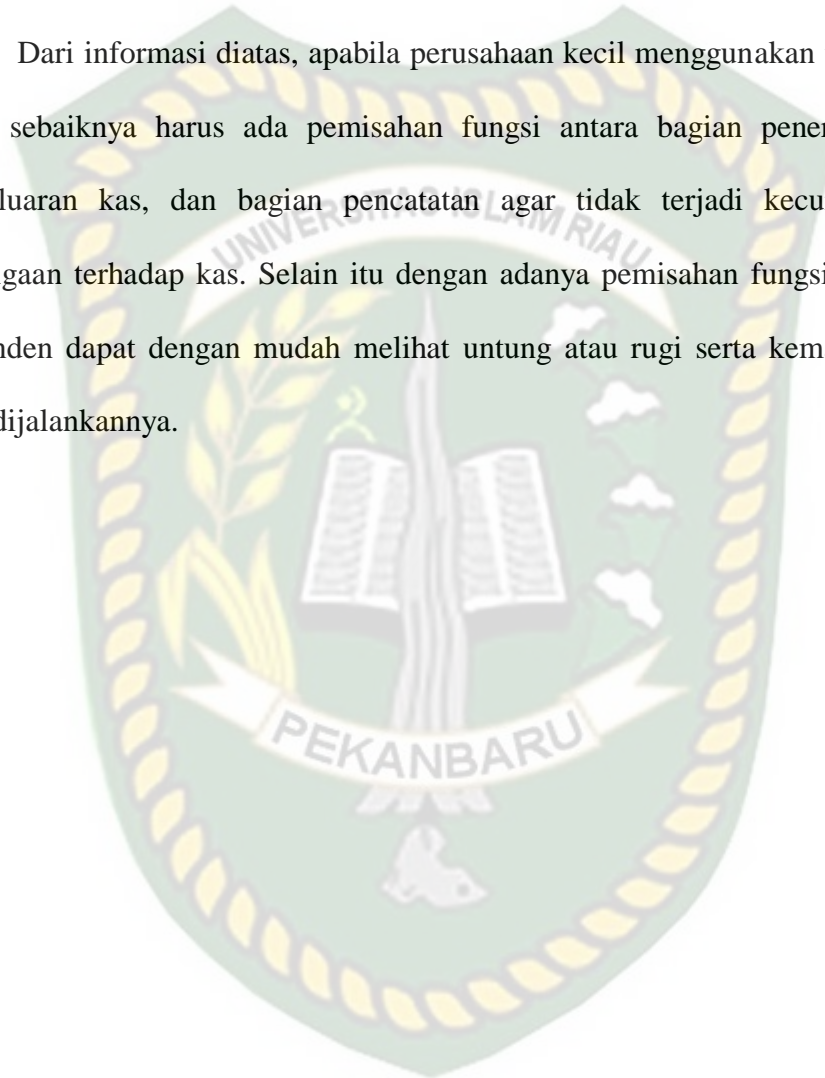 Dari informasi diatas, apabila perusahaan kecil menggunakan
sebaiknya harus ada pemisahan fungsi antara bagian pener
luaran kas, dan bagian pencatatan agar tidak terjadi kecu
gaan terhadap kas. Selain itu dengan adanya pemisahan fungsi
nden dapat dengan mudah melihat untung atau rugi serta kem
dijalankannya.
UNIVERSITAS ISLAM RIAU
PEKANBARU